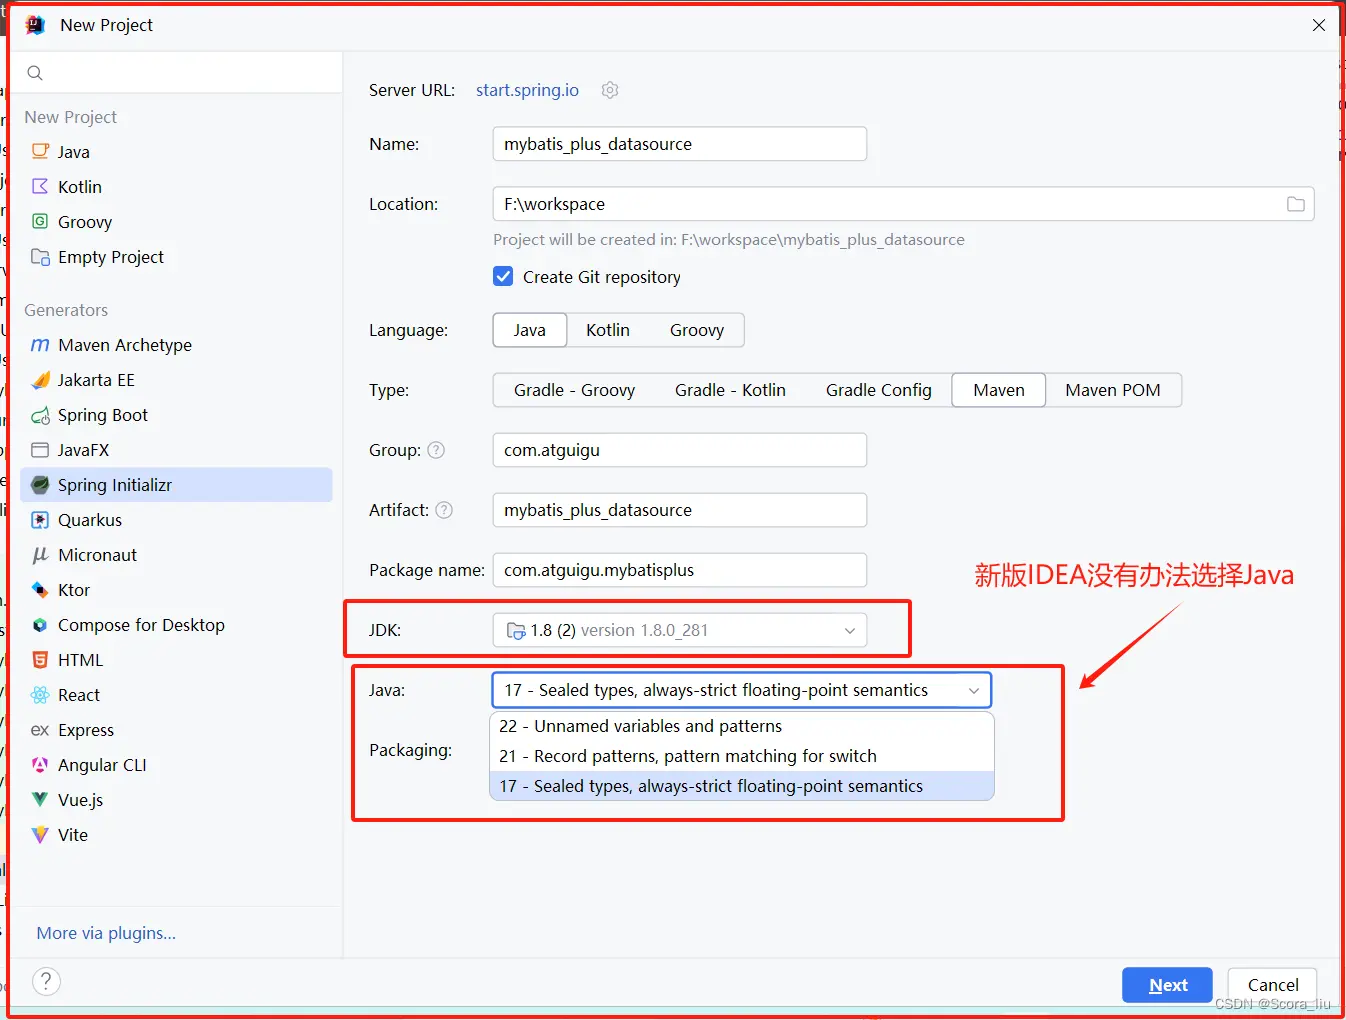 New Project
New Project
Java
Kotlin
Groovy
Empty Project
Generators
Maven Archetype
Jakarta EE
Spring Boot
JavaFX
Spring Initializr
Quarkus
Micronaut
Ktor
Compose for Desktop
HTML
React
ex Express
Angular CLI
Vue.js
Vite
More via plugins...
Server URL: start.spring.io
Name: mybatis_plus_datasource
Location: F:\workspace
Project will be created in: F:\workspace\mybatis_plus_datasource
Create Git repository
Language: Java Kotlin Groovy
Type: Gradle - Groovy Gradle - Kotlin Gradle Config Maven Maven POM
Group: ? com.atguigu
Artifact: ? mybatis_plus_datasource
Package name: com.atguigu.mybatisplus
新版IDEA没有办法选择Java
JDK: 1.8 (2) version 1.8.0_281
Java: 17 - Sealed types, always-strict floating-point semantics
22 - Unnamed variables and patterns
Packaging:
21 - Record patterns, pattern matching for switch
17 - Sealed types, always-strict floating-point semantics
?
Next
Cancel
CSDN @Scora_liu